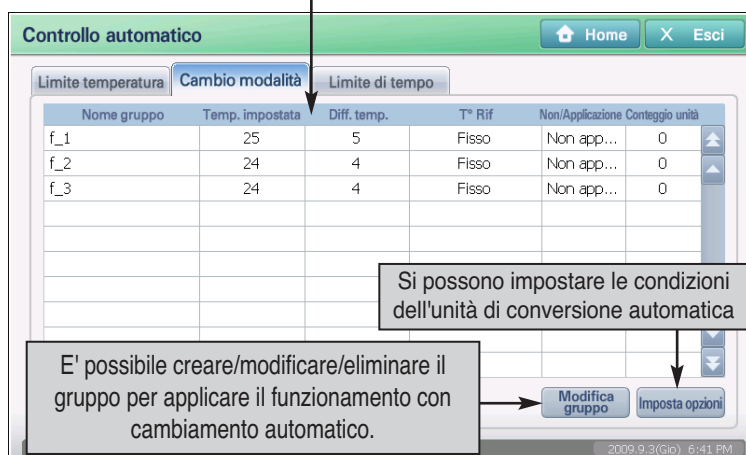 Controllo automatico
Home
X Esci
Limite temperatura
Cambio modalità
Limite di tempo
Nome gruppo Temp. impostata Diff. temp. T° Rif Non/Applicazione Conteggio unità
f_1 25 5 Fisso Non app... 0
f_2 24 4 Fisso Non app... 0
f_3 24 4 Fisso Non app... 0
Si possono impostare le condizioni
dell'unità di conversione automatica
E' possibile creare/modificare/eliminare il
gruppo per applicare il funzionamento con
cambiamento automatico.
Modifica
gruppo
Imposta opzioni
2009.9.3(Gio) 6:41 PM